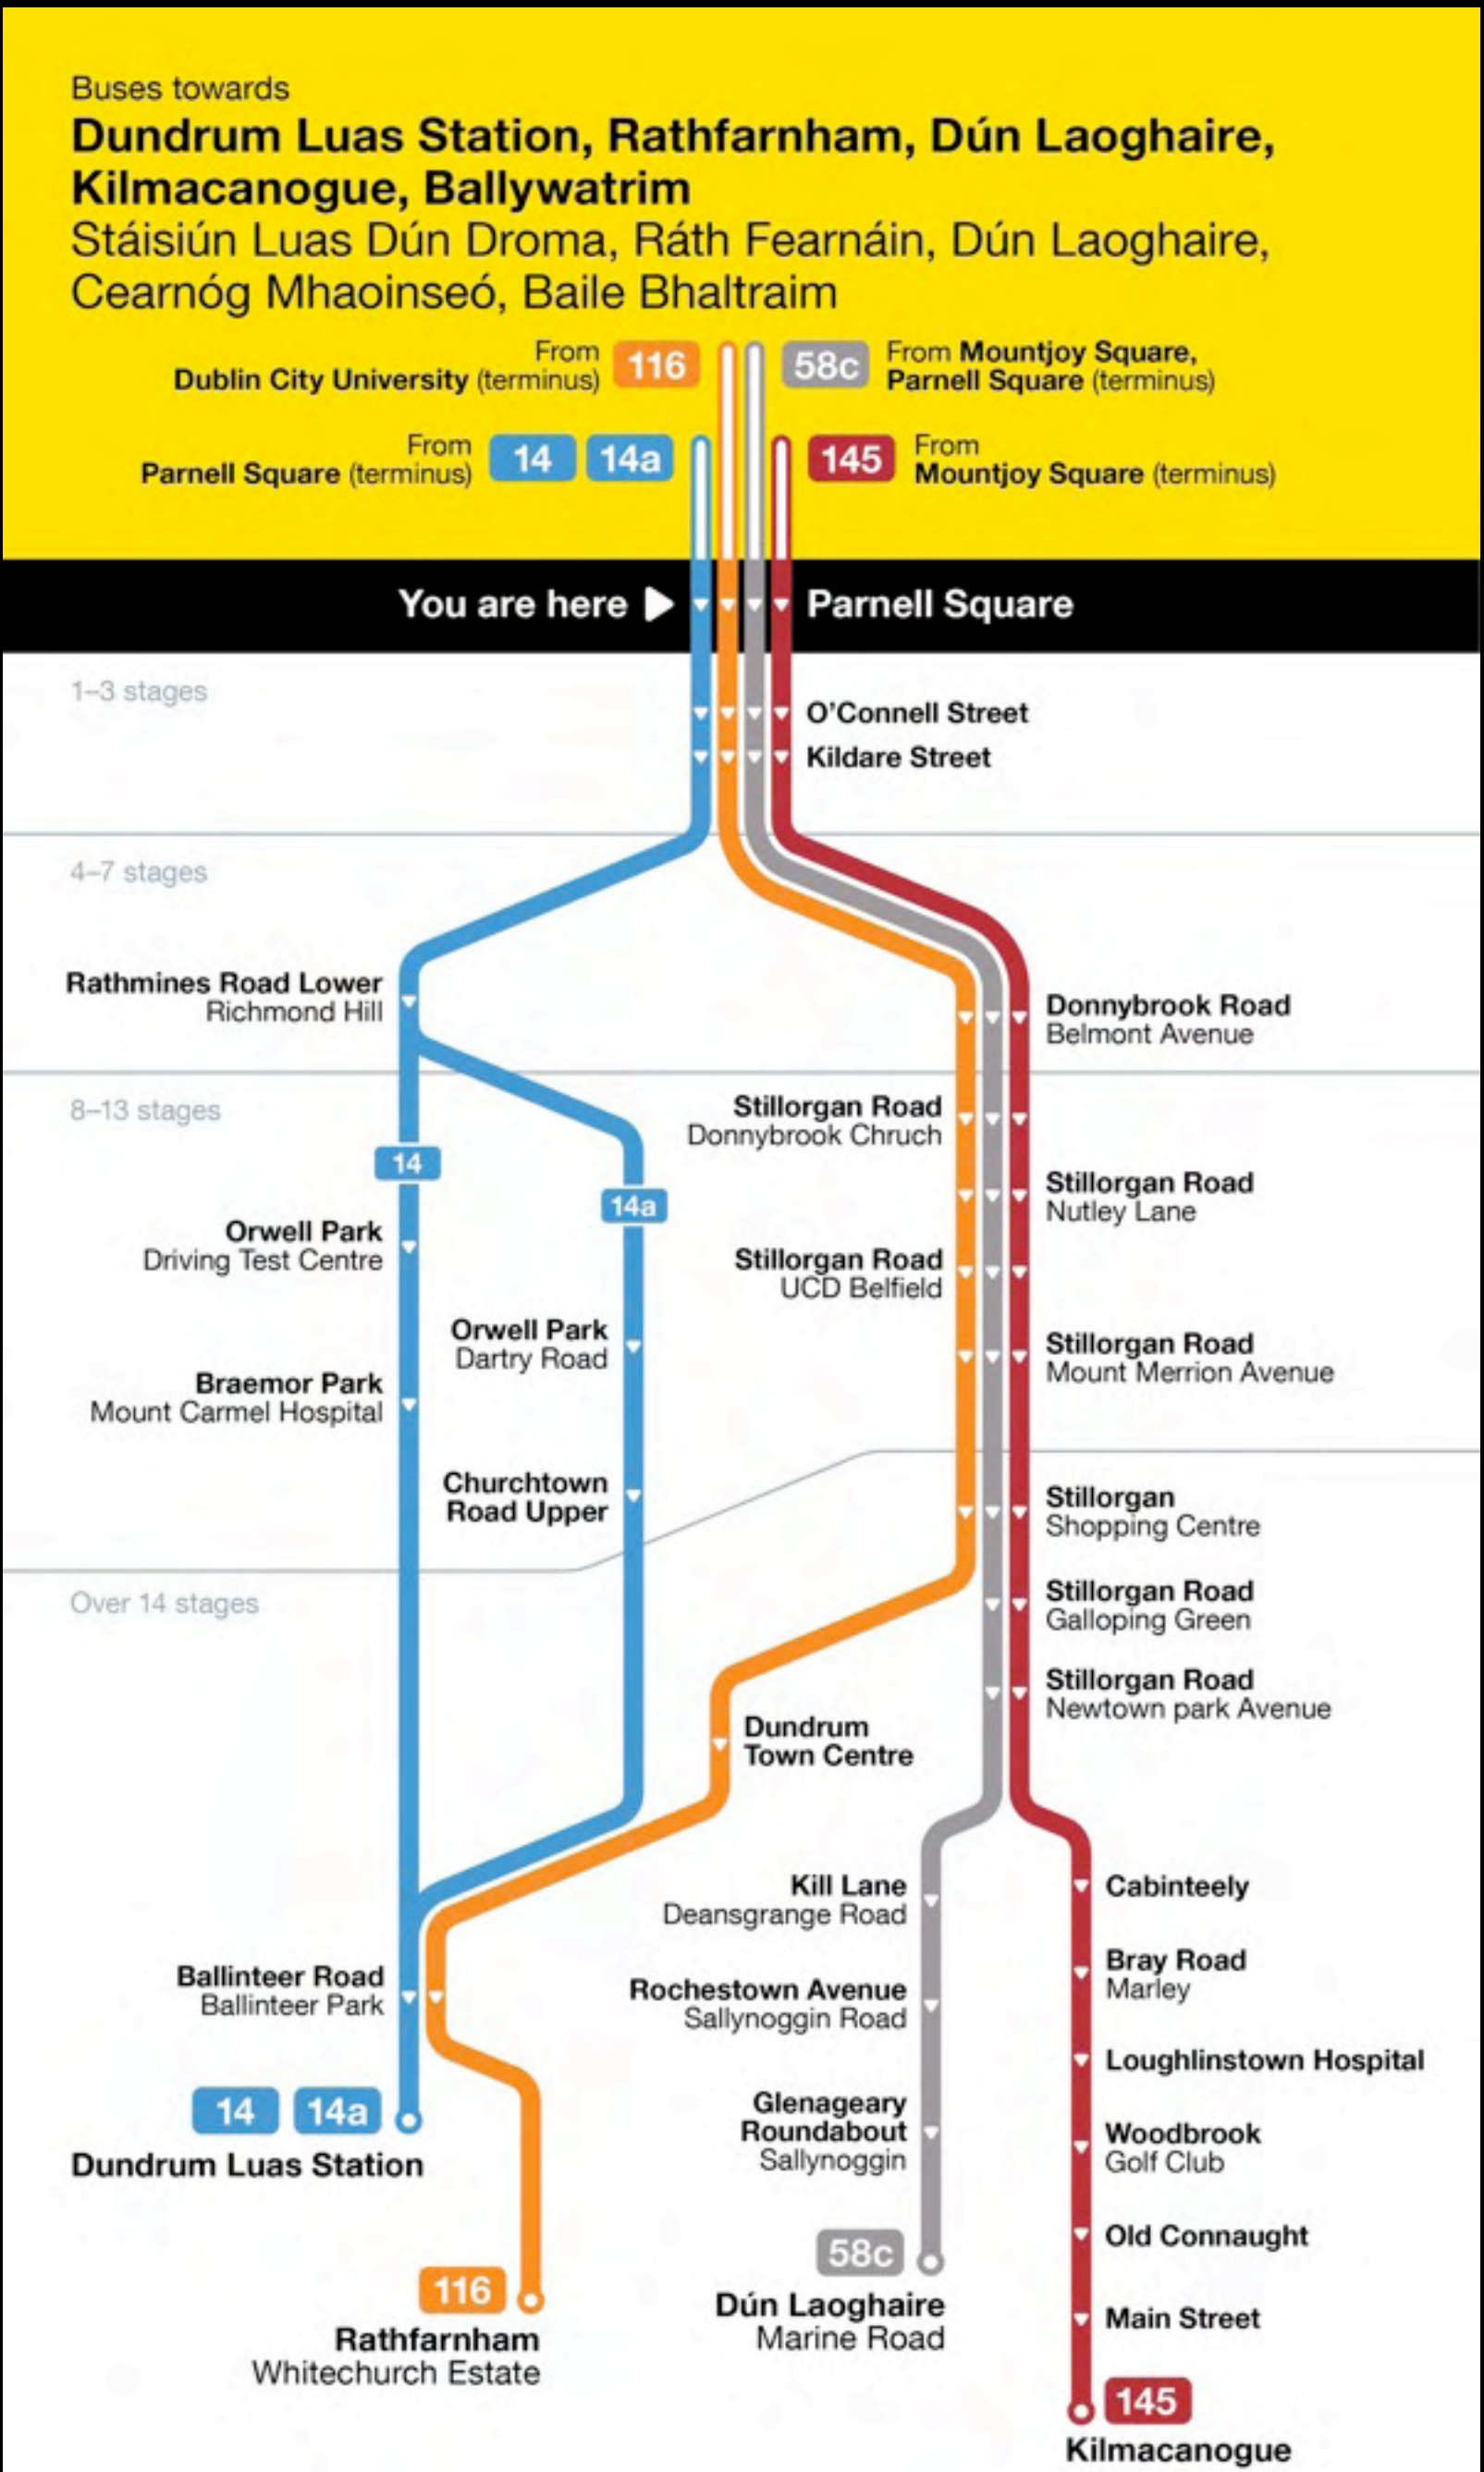 Buses towards
Dundrum Luas Station, Rathfarnham, Dún Laoghaire,
Kilmacanogue, Ballywatrim
Stáisiún Luas Dún Droma, Ráth Fearnáin, Dún Laoghaire,
Cearnóg Mhaoinseó, Baile Bhaltraim
From
Dublin City University (terminus)
116
58c
From Mountjoy Square,
Parnell Square (terminus)
From
Parnell Square (terminus)
14 14a
145
From
Mountjoy Square (terminus)
You are here
Parnell Square
1–3 stages
O'Connell Street
Kildare Street
4–7 stages
Rathmines Road Lower
Richmond Hill
Donnybrook Road
Belmont Avenue
8–13 stages
Stillorgan Road
Donnybrook Chruch
14
Stillorgan Road
Nutley Lane
14a
Orwell Park
Driving Test Centre
Stillorgan Road
UCD Belfield
Orwell Park
Dartry Road
Stillorgan Road
Mount Merrion Avenue
Braemor Park
Mount Carmel Hospital
Churchtown
Road Upper
Stillorgan
Shopping Centre
Over 14 stages
Stillorgan Road
Galloping Green
Stillorgan Road
Newtown park Avenue
Dundrum
Town Centre
Kill Lane
Deansgrange Road
Cabinteely
Ballinteer Road
Ballinteer Park
Rochestown Avenue
Sallynoggin Road
Bray Road
Marley
Loughlinstown Hospital
14 14a
Dundrum Luas Station
Glenageary
Roundabout
Sallynoggin
Woodbrook
Golf Club
Old Connaught
58c
Dún Laoghaire
Marine Road
116
Rathfarnham
Whitechurch Estate
Main Street
145
Kilmacanogue